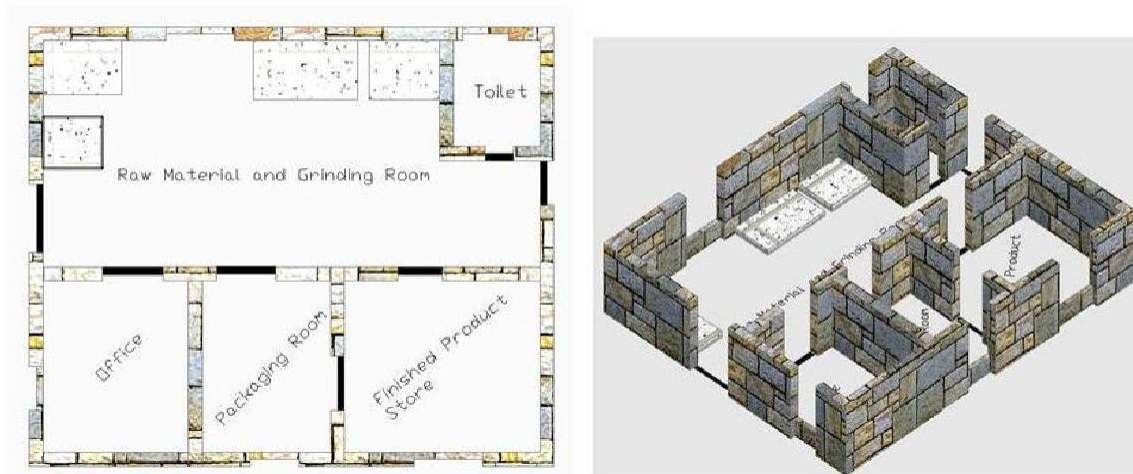 Toilet
Raw Material and Grinding Room
Office
Packaging Room
Finished Product
Store
Product